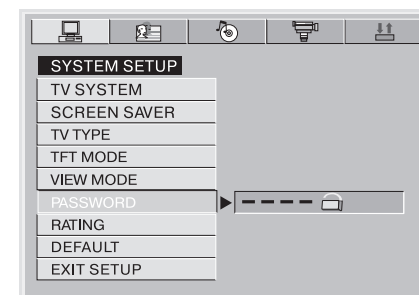 SYSTEM SETUP
TV SYSTEM
SCREEN SAVER
TV TYPE
TFT MODE
VIEW MODE
PASSWORD
RATING
DEFAULT
EXIT SETUP